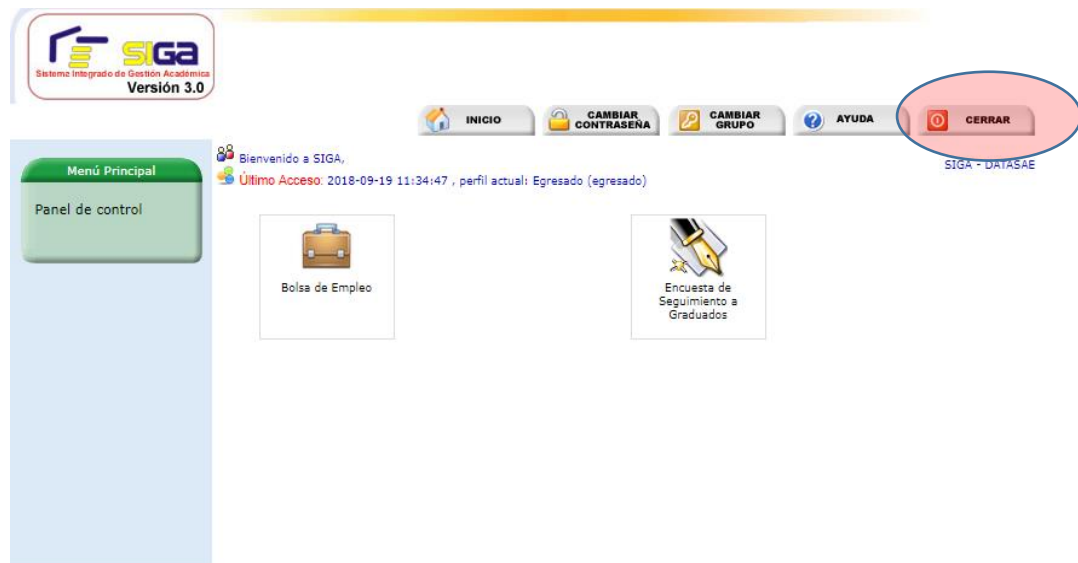 SIGa
Sistema Integrado de Gestión Académica
Versión 3.0
INICIO
CAMBIAR
CONTRASEÑA
CAMBIAR
GRUPO
AYUDA
CERRAR
Menú Principal
Panel de control
Bienvenido a SIGA,
SIGA - DATASAE
Último Acceso: 2018-09-19 11:34:47 , perfil actual: Egresado (egresado)
Bolsa de Empleo
Encuesta de
Seguimiento a
Graduados